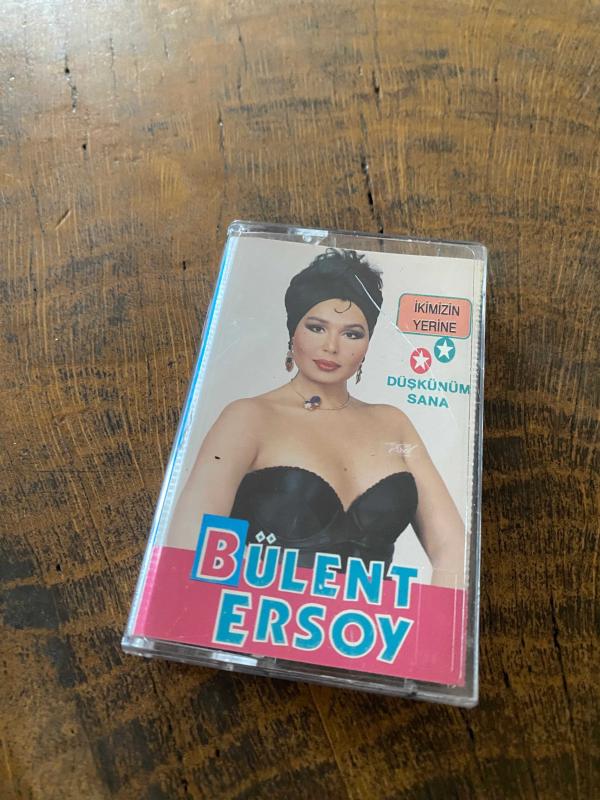 İKİMİZİN
YERİNE
DÜŞKÜNÜM
SANA
BÜLENT
ERSOY